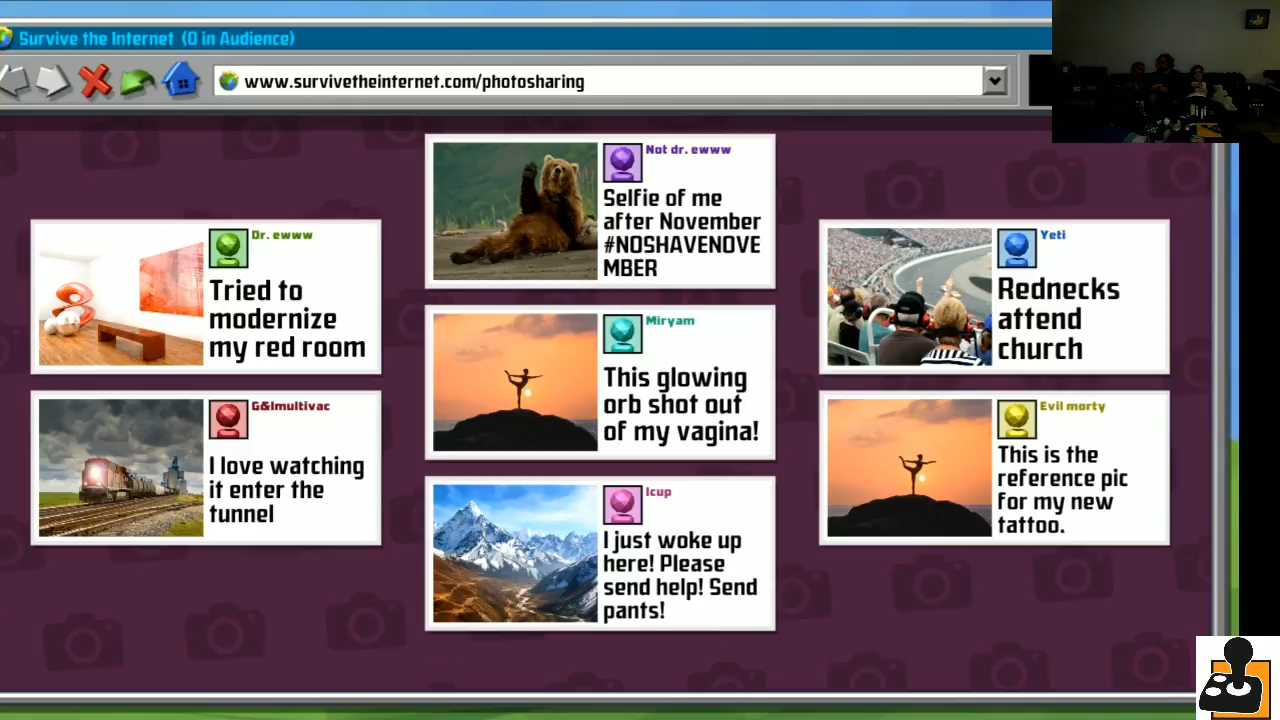 Survive the Internet (0 in Audience)
www.survivetheinternet.com/photosharing
Dr. ewww
Tried to
modernize
my red room
G&lmultivac
I love watching
it enter the
tunnel
Not dr. ewww
Selfie of me
after November
#NOSHAVENOVE
MBER
Miryam
This glowing
orb shot out
of my vagina!
Icup
I just woke up
here! Please
send help! Send
pants!
Yeti
Rednecks
attend
church
Evil morty
This is the
reference pic
for my new
tattoo.